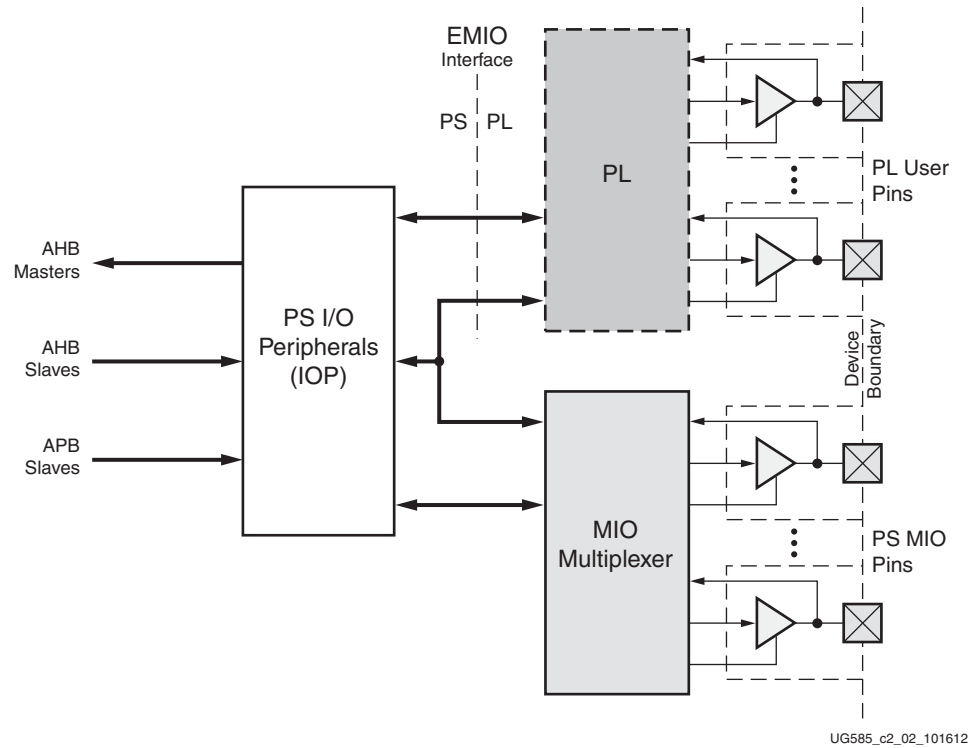 EMIO
Interface
PS
PL
PL
PL User
Pins
AHB
Masters
PS I/O
Peripherals
(IOP)
AHB
Slaves
Device
Boundary
APB
Slaves
MIO
Multiplexer
PS MIO
Pins
UG585_c2_02_101612